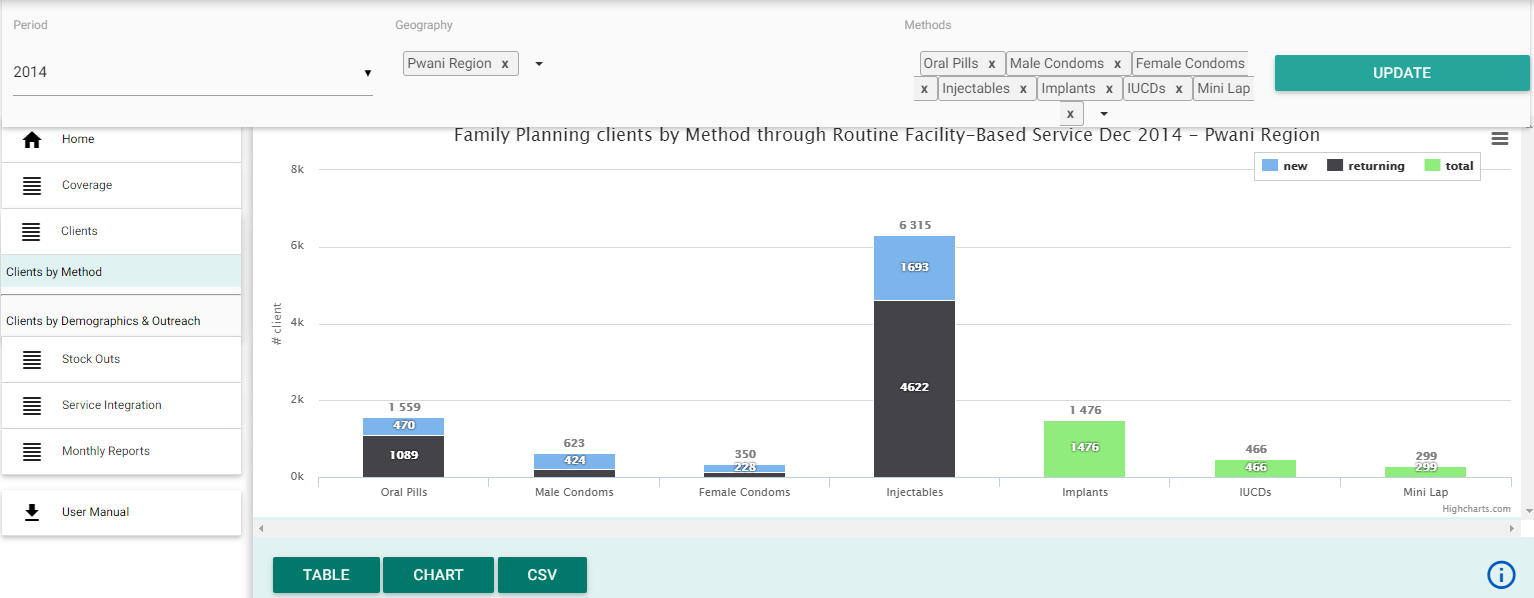 Period
Geography
Methods
2014 ▼
Pwani Region x
Oral Pills x Male Condoms x Female Condoms
x Injectables x Implants x IUCDs x Mini Lap
x
UPDATE
Home
Coverage
Clients
Clients by Method
Clients by Demographics & Outreach
Stock Outs
Service Integration
Monthly Reports
User Manual
Family Planning clients by Method through Routine Facility-Based Service Dec 2014 - Pwani Region
new returning total
# client
8k
6k
4k
2k
0k
1 559
470
1089
623
424
350
228
6 315
1693
4622
1 476
1476
466
466
299
299
Oral Pills Male Condoms Female Condoms Injectables Implants IUCDs Mini Lap
Highcharts.com
TABLE CHART CSV
i